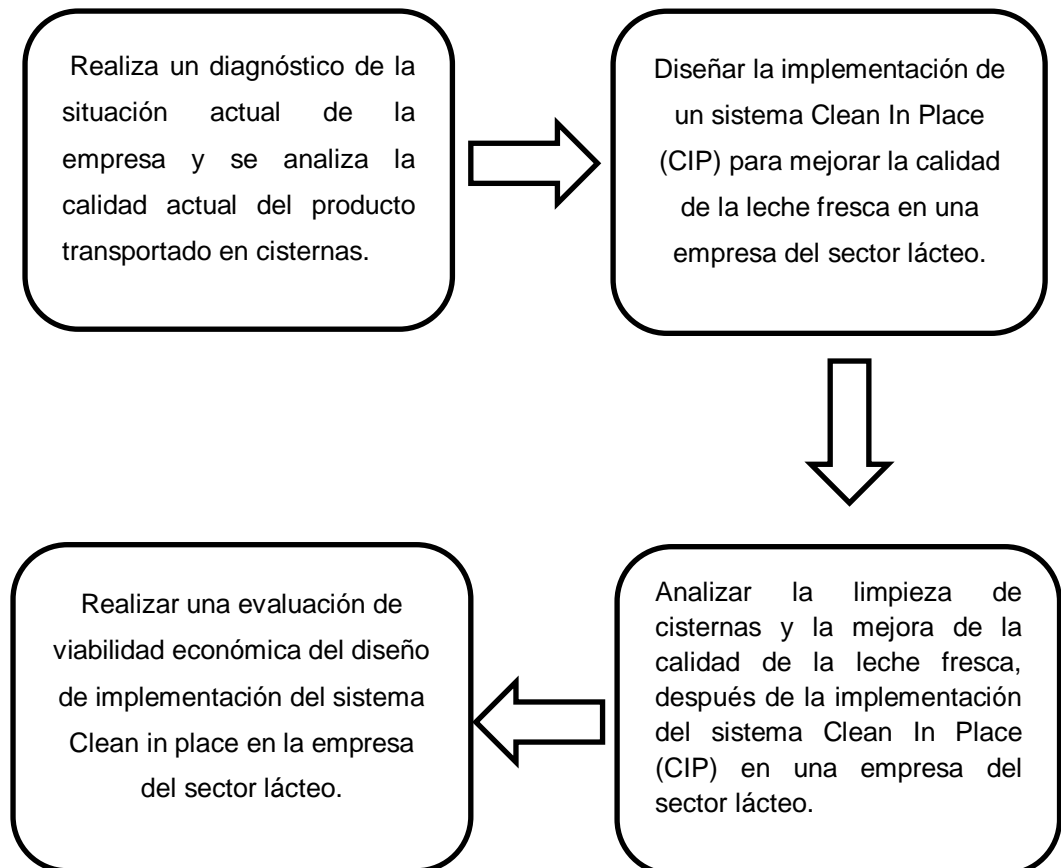 Realiza un diagnóstico de la
situación actual de la
empresa y se analiza la
calidad actual del producto
transportado en cisternas.
Diseñar la implementación de
un sistema Clean In Place
(CIP) para mejorar la calidad
de la leche fresca en una
empresa del sector lácteo.
Analizar la limpieza de
cisternas y la mejora de la
calidad de la leche fresca,
después de la implementación
del sistema Clean In Place
(CIP) en una empresa del
sector lácteo.
Realizar una evaluación de
viabilidad económica del diseño
de implementación del sistema
Clean in place en la empresa
del sector lácteo.